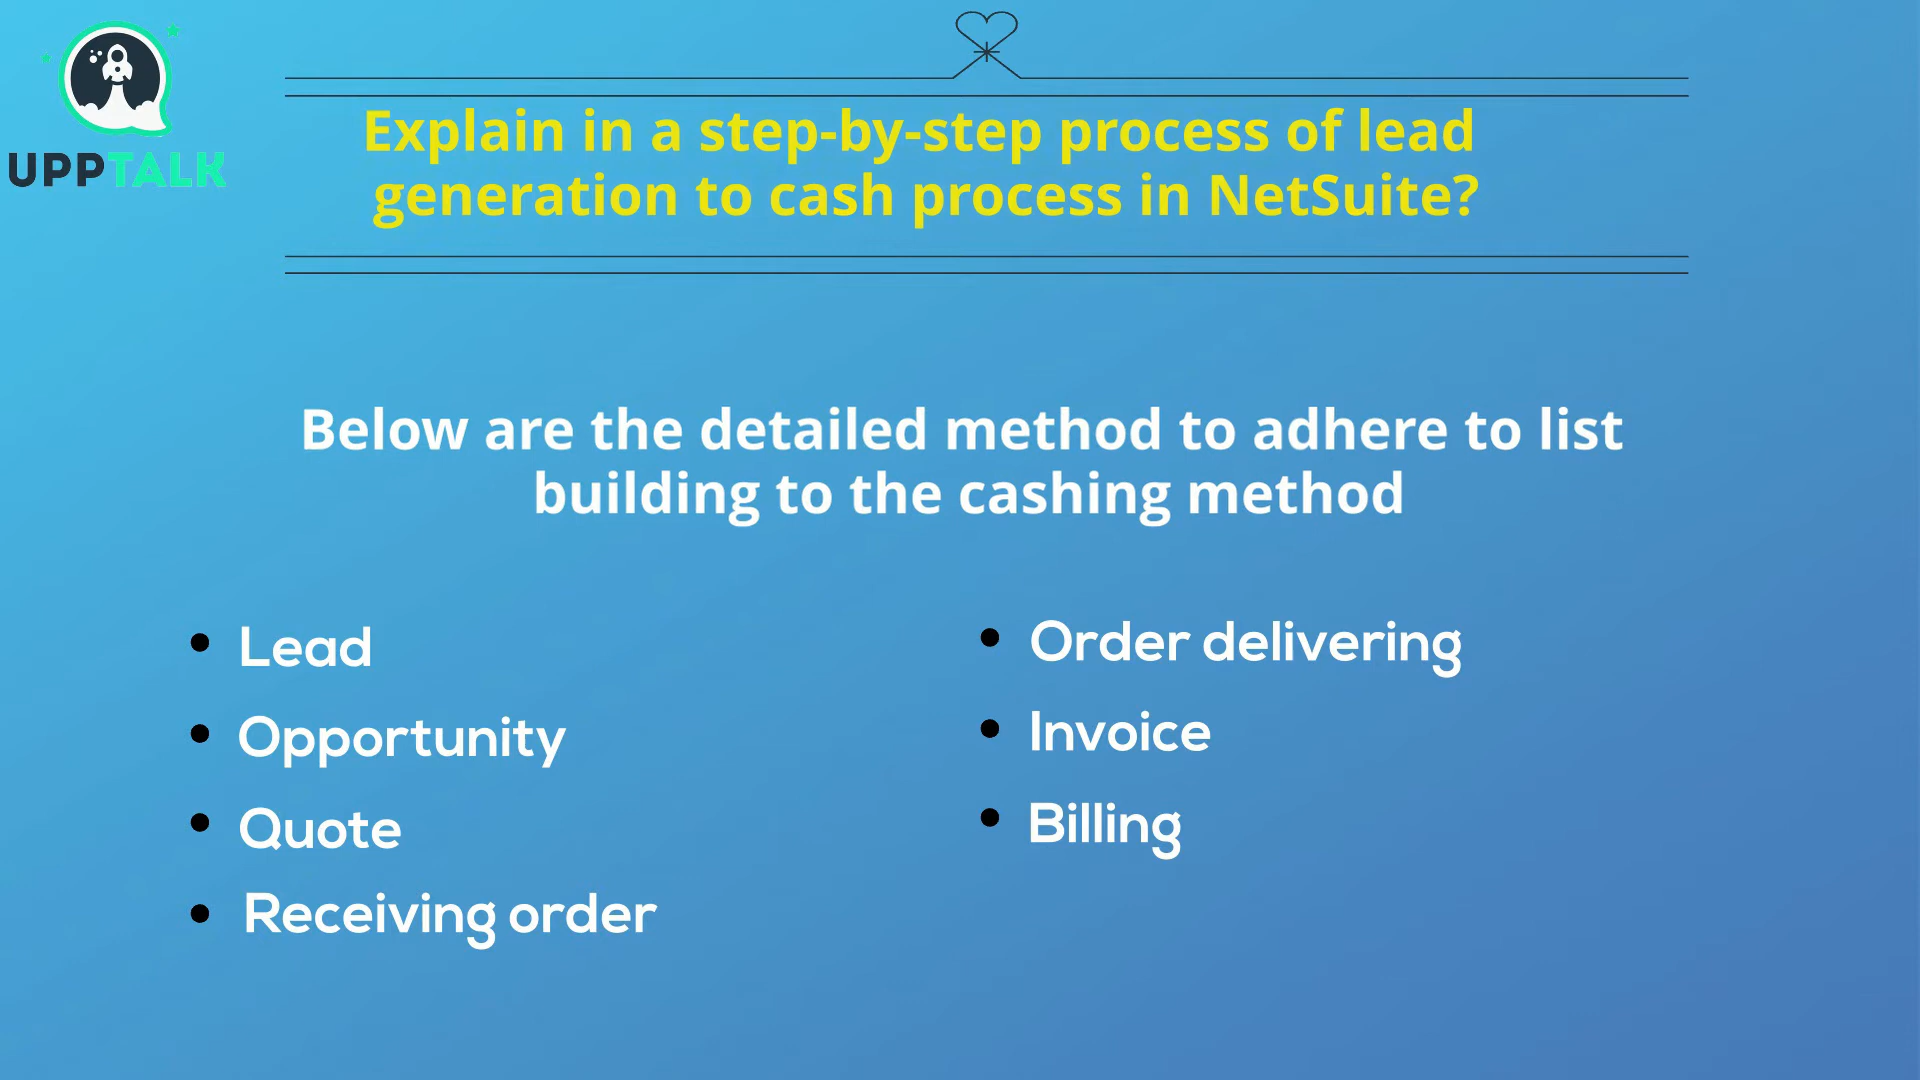 UPPTALK
Explain in a step-by-step process of lead
generation to cash process in NetSuite?
Below are the detailed method to adhere to list
building to the cashing method
Lead
Opportunity
Quote
Receiving order
Order delivering
Invoice
Billing